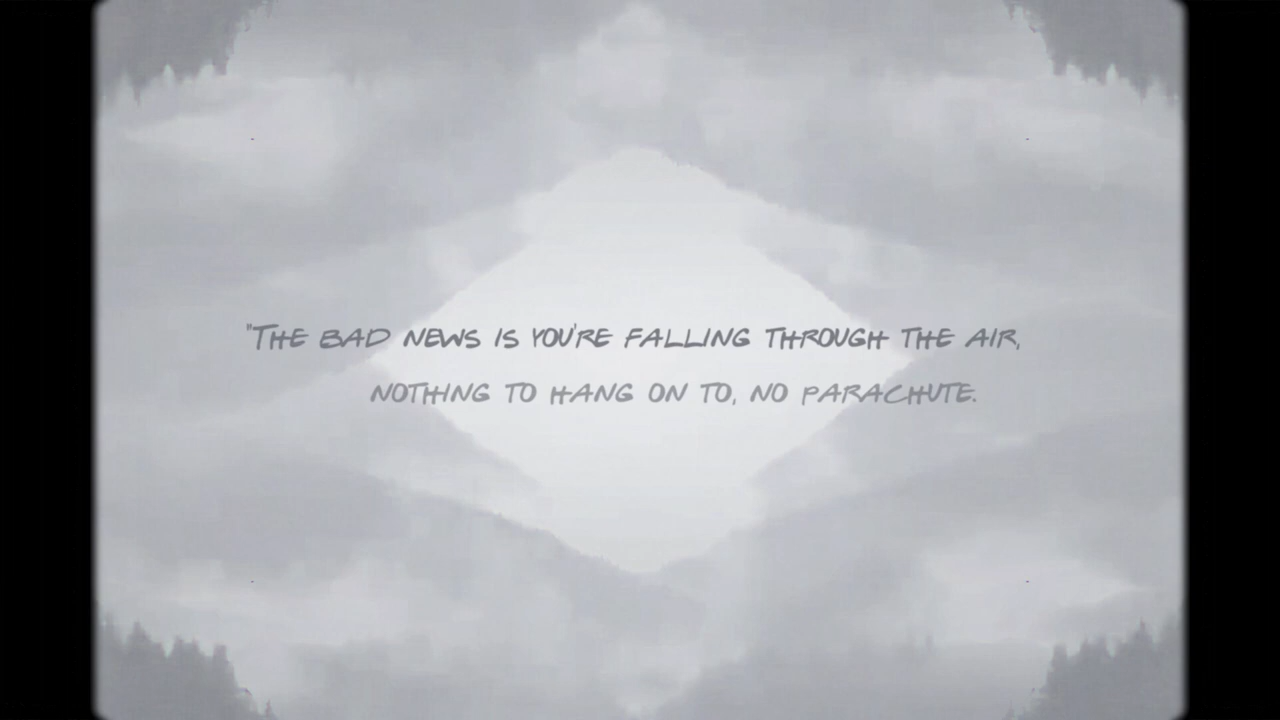 "THE BAD NEWS IS YOU'RE FALLING THROUGH THE AIR,
NOTHING TO HANG ON TO, NO PARACHUTE.